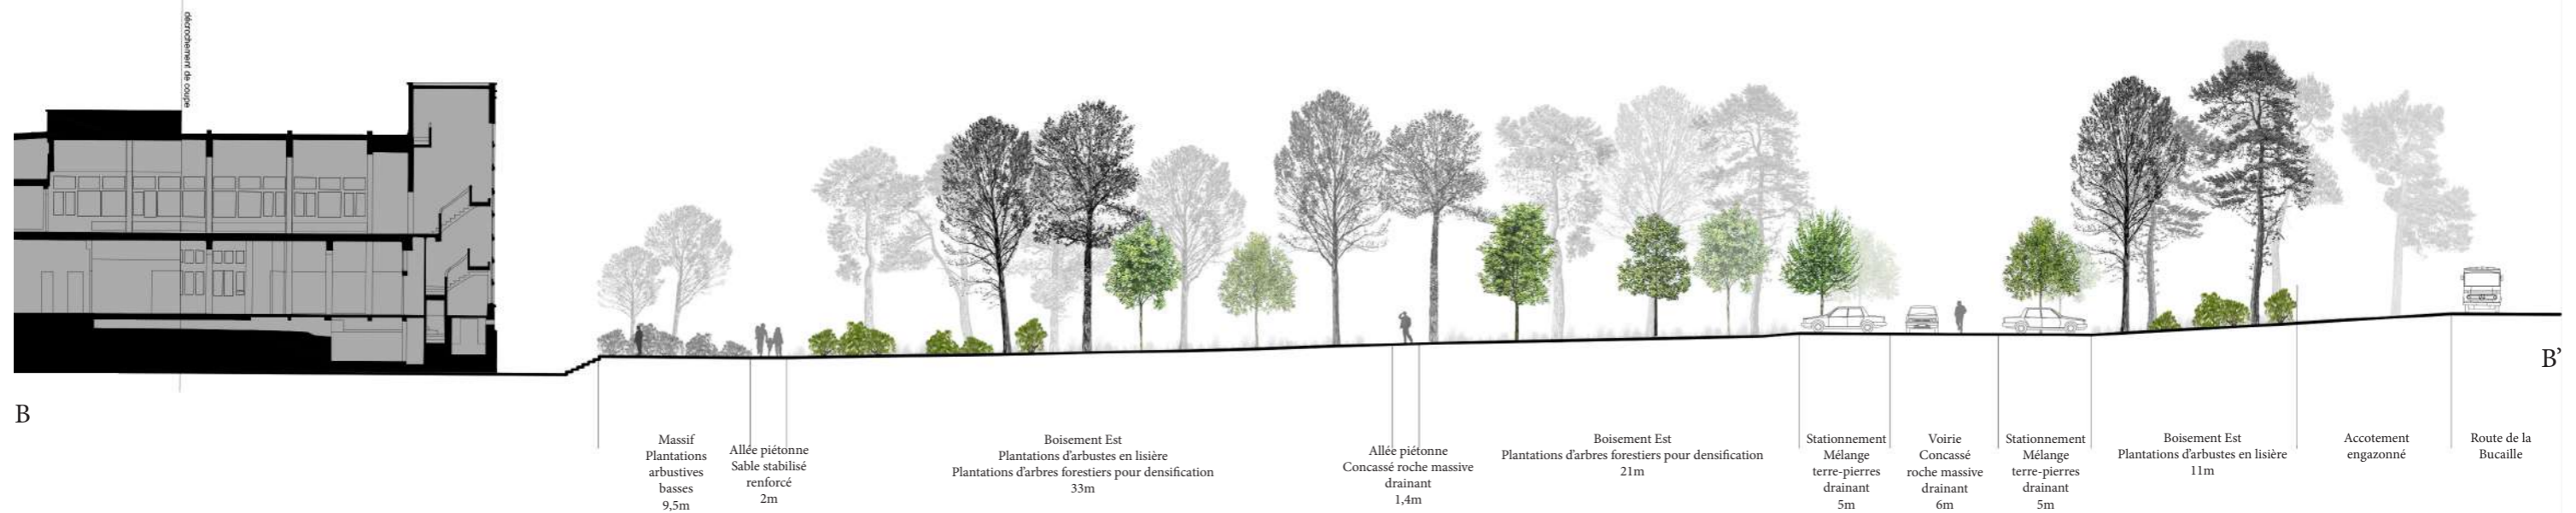 décrochement de coupe
B
B’
Massif
Plantations
arbustives
basses
9,5m
Allée piétonne
Sable stabilisé
renforcé
2m
Boisement Est
Plantations d’arbustes en lisière
Plantations d’arbres forestiers pour densification
33m
Allée piétonne
Concassé roche massive
drainant
1,4m
Boisement Est
Plantations d’arbres forestiers pour densification
21m
Stationnement
Mélange
terre-pierres
drainant
5m
Voirie
Concassé
roche massive
drainant
6m
Stationnement
Mélange
terre-pierres
drainant
5m
Boisement Est
Plantations d’arbustes en lisière
11m
Accotement
engazonné
Route de la
Bucaille